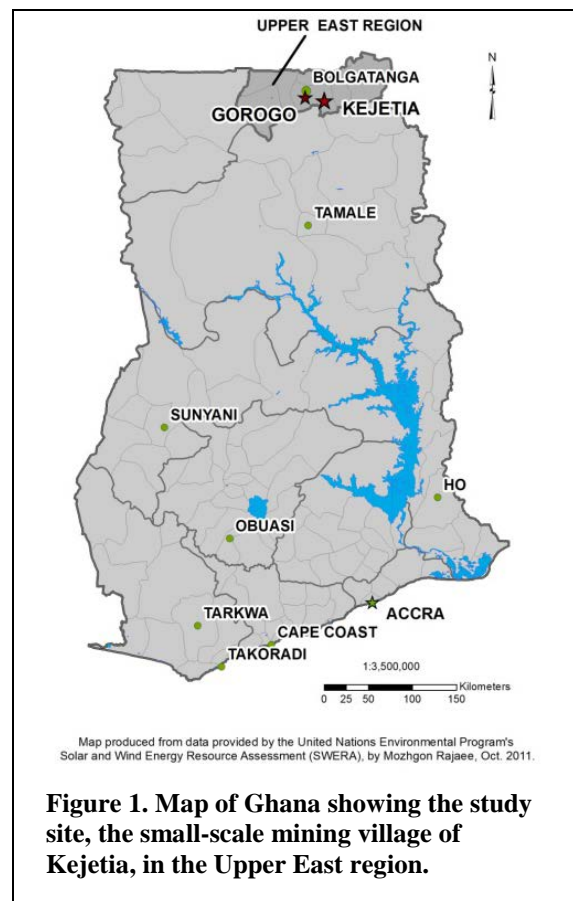 UPPER EAST REGION
N
BOLGATANGA
GOROGO
KEJETIA
TAMALE
SUNYANI
HO
OBUASI
ACCRA
TARKWA
CAPE COAST
TAKORADI
1:3,500,000
Kilometers
0 25 50 100 150
Map produced from data provided by the United Nations Environmental Program's
Solar and Wind Energy Resource Assessment (SWERA), by Mozhgon Rajaee, Oct. 2011.
Figure 1. Map of Ghana showing the study
site, the small-scale mining village of
Kejetia, in the Upper East region.